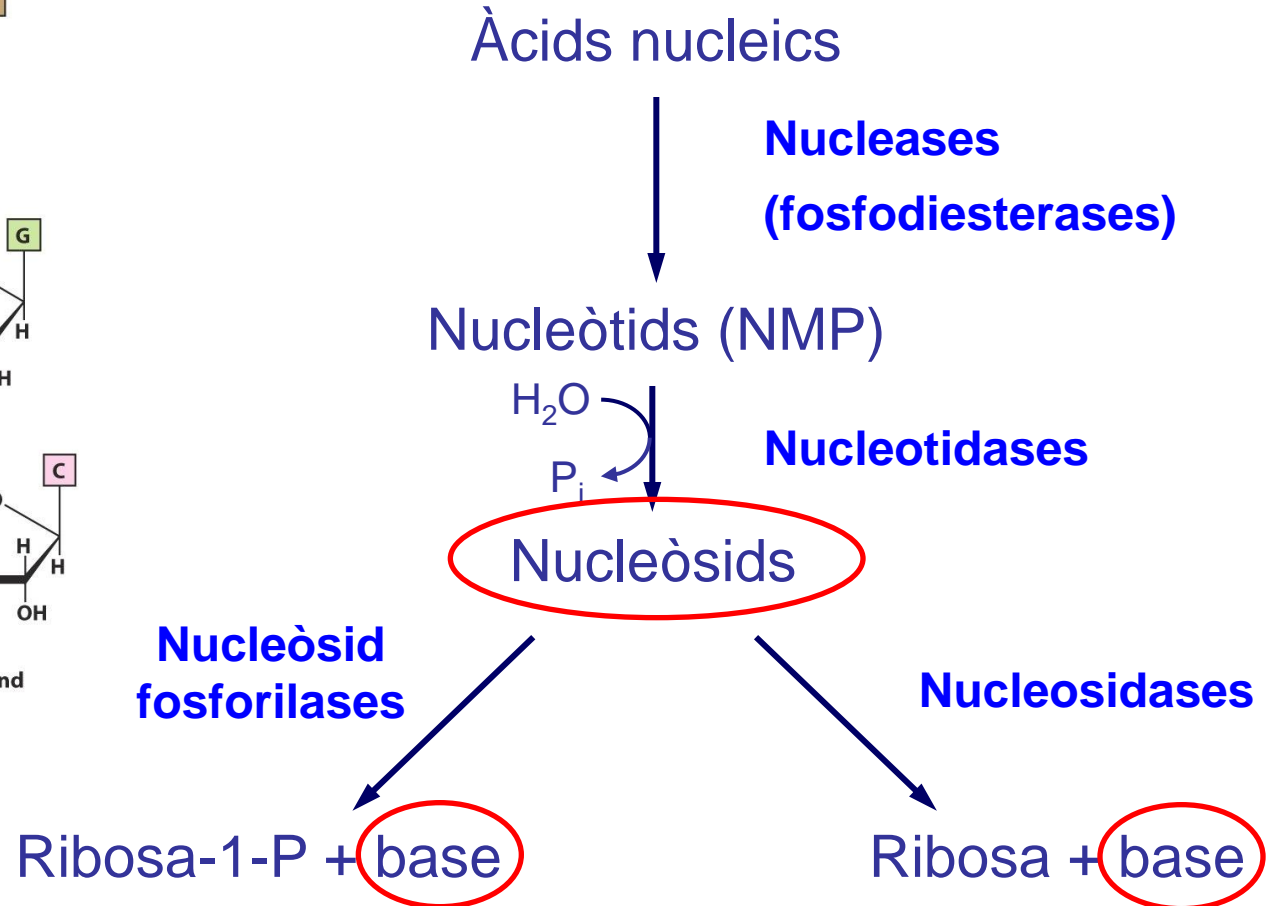 Àcids nucleics
Nucleases
(fosfodiesterases)
G
H
H
Nucleòtids (NMP)
H₂O
Nucleotidases
Pᵢ
C
H
H
OH
Nucleòsids
Nucleòsid
fosforilases
nd
Nucleosidases
Ribosa-1-P + base
Ribosa + base